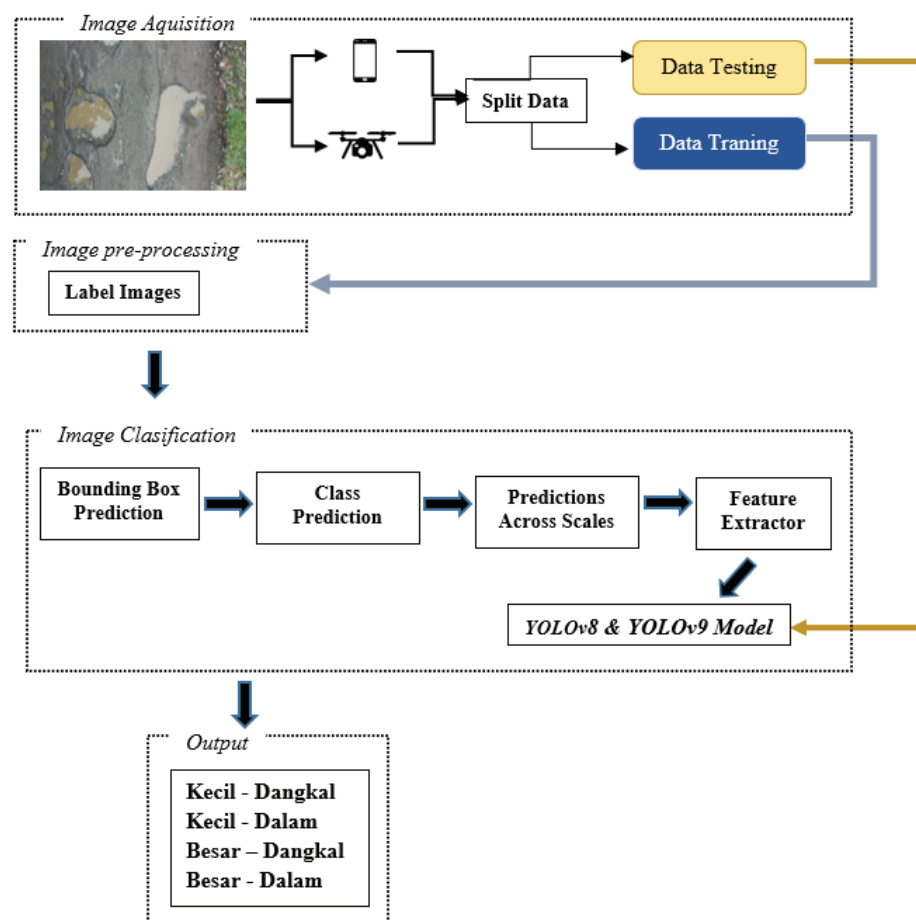 Image Aquisition
Data Testing
Split Data
Data Traning
Image pre-processing
Label Images
Image Clasification
Bounding Box
Prediction
Class
Prediction
Predictions
Across Scales
Feature
Extractor
YOLOv8 & YOLOv9 Model
Output
Kecil - Dangkal
Kecil - Dalam
Besar – Dangkal
Besar - Dalam